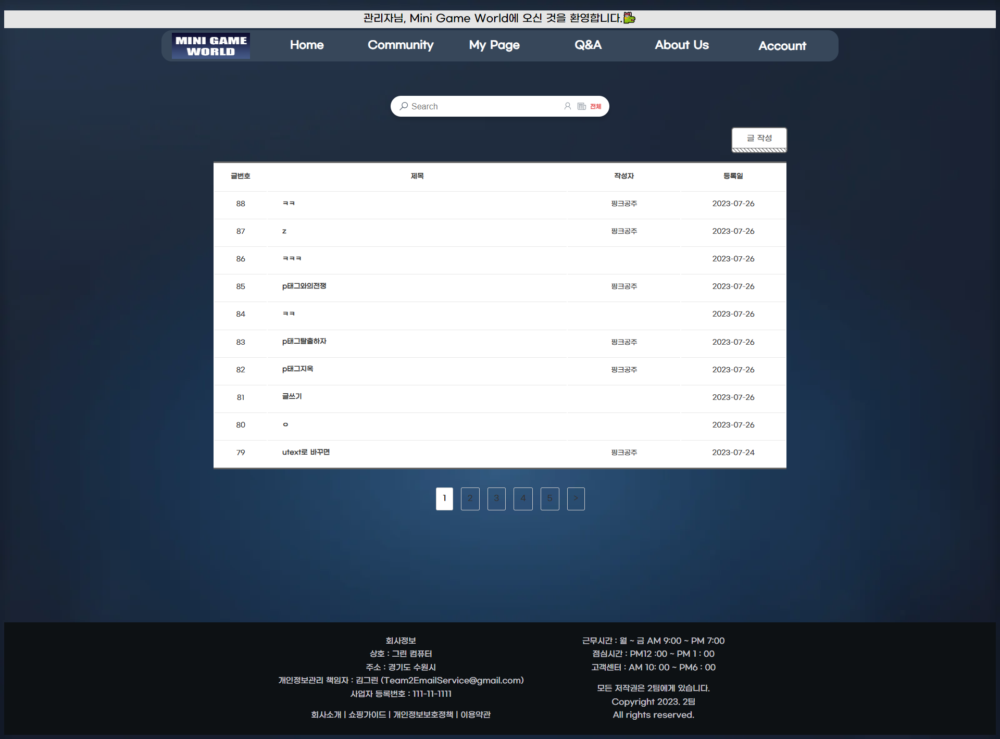 관리자님, Mini Game World에 오신 것을 환영합니다.
MINI GAME WORLD
Home Community My Page Q&A About Us Account
Search 전체
글 작성
글번호 제목 작성자 등록일
88 ㅋㅋ 핑크공주 2023-07-26
87 z 핑크공주 2023-07-26
86 ㅋㅋㅋ 2023-07-26
85 p태그와의전쟁 핑크공주 2023-07-26
84 ㅋㅋ 2023-07-26
83 p태그탈출하자 핑크공주 2023-07-26
82 p태그지옥 핑크공주 2023-07-26
81 글쓰기 2023-07-26
80 ㅇ 2023-07-26
79 utext로 바꾸면 핑크공주 2023-07-24
1 2 3 4 5 >
회사정보
상호 : 그린 컴퓨터
주소 : 경기도 수원시
개인정보관리 책임자 : 김그린 (Team2EmailService@gmail.com)
사업자 등록번호 : 111-11-1111
회사소개 | 쇼핑가이드 | 개인정보보호정책 | 이용약관
근무시간 : 월 ~ 금 AM 9:00 ~ PM 7:00
점심시간 : PM12 :00 ~ PM 1 : 00
고객센터 : AM 10: 00 ~ PM6 : 00
모든 저작권은 2팀에게 있습니다.
Copyright 2023. 2팀
All rights reserved.